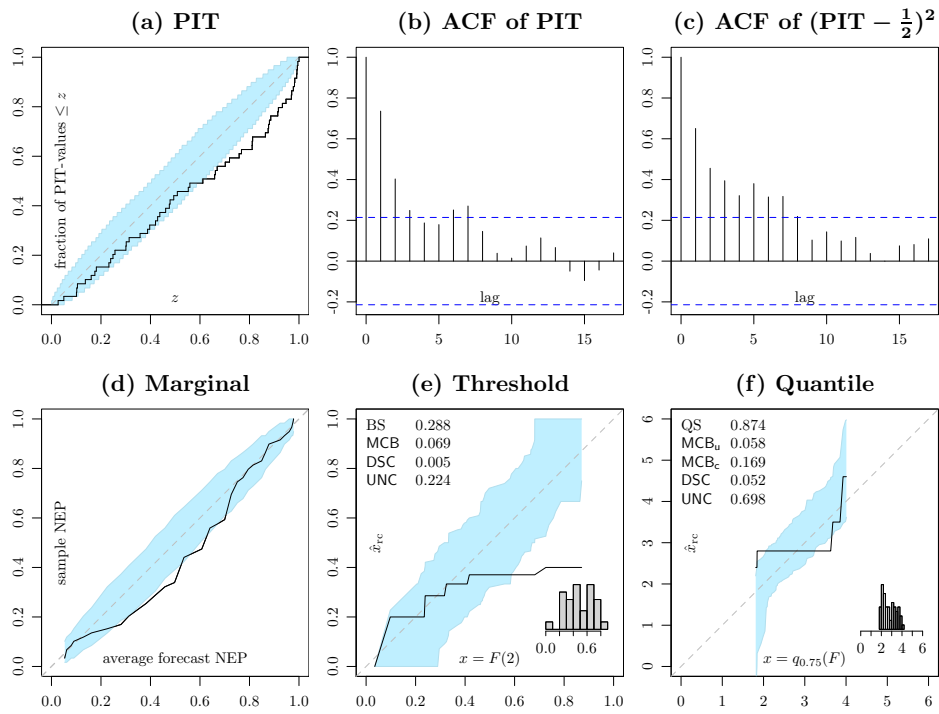 (a) PIT
(b) ACF of PIT
(c) ACF of (PIT − 1/2)²
fraction of PIT-values ≤ z
z
0.0 0.2 0.4 0.6 0.8 1.0
0.0 0.2 0.4 0.6 0.8 1.0
lag
-0.2 0.0 0.2 0.4 0.6 0.8 1.0
0 5 10 15
lag
-0.2 0.0 0.2 0.4 0.6 0.8 1.0
0 5 10 15
(d) Marginal
(e) Threshold
(f) Quantile
sample NEP
average forecast NEP
0.0 0.2 0.4 0.6 0.8 1.0
0.0 0.2 0.4 0.6 0.8 1.0
BS 0.288
MCB 0.069
DSC 0.005
UNC 0.224
x̂rc
x = F(2)
0.0 0.6
0.0 0.2 0.4 0.6 0.8 1.0
0.0 0.2 0.4 0.6 0.8 1.0
QS 0.874
MCBu 0.058
MCBc 0.169
DSC 0.052
UNC 0.698
x̂rc
x = q0.75(F)
0 2 4 6
0 1 2 3 4 5 6
0 1 2 3 4 5 6